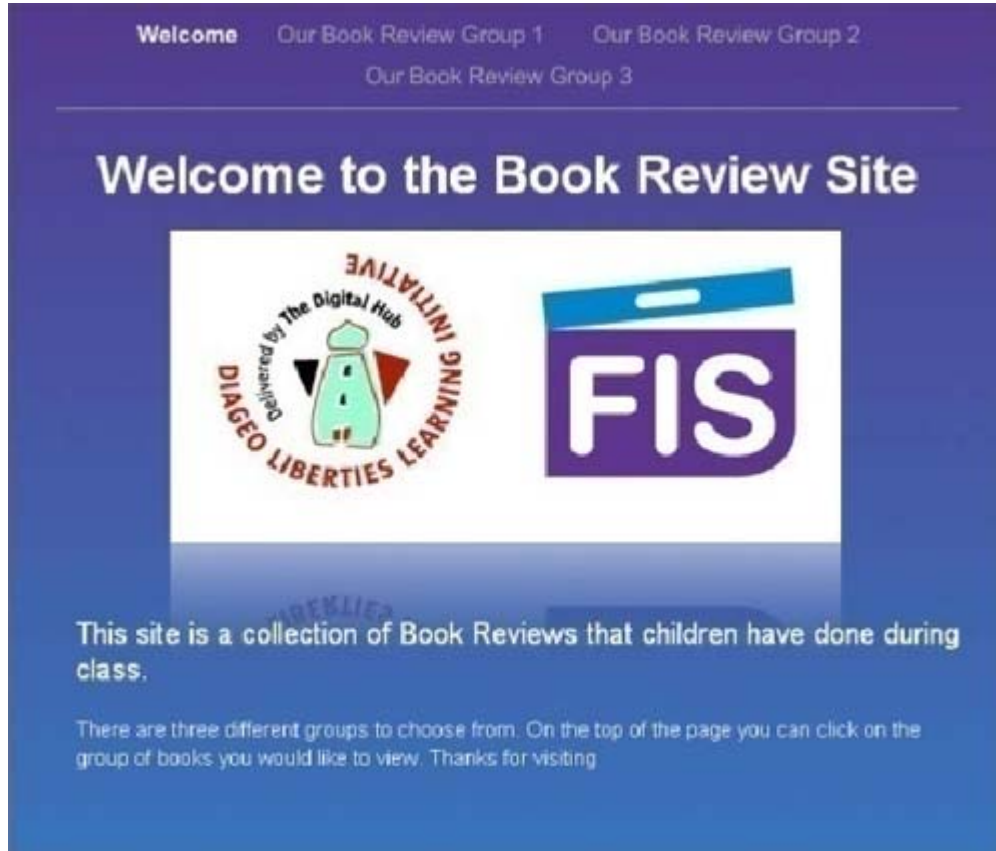 Welcome Our Book Review Group 1 Our Book Review Group 2
Our Book Review Group 3
Welcome to the Book Review Site
Delivered by The Digital Hub
DIAGEO LIBERTIES LEARNING INITIATIVE
FIS
This site is a collection of Book Reviews that children have done during
class.
There are three different groups to choose from. On the top of the page you can click on the
group of books you would like to view. Thanks for visiting